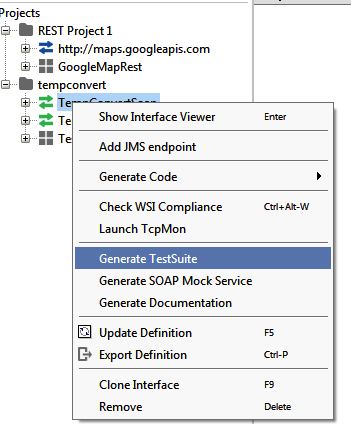 Projects
REST Project 1
http://maps.googleapis.com
GoogleMapRest
tempconvert
TempConvertSoap
Te
Te
Show Interface Viewer Enter
Add JMS endpoint
Generate Code
Check WSI Compliance Ctrl+Alt-W
Launch TcpMon
Generate TestSuite
Generate SOAP Mock Service
Generate Documentation
Update Definition F5
Export Definition Ctrl-P
Clone Interface F9
Remove Delete